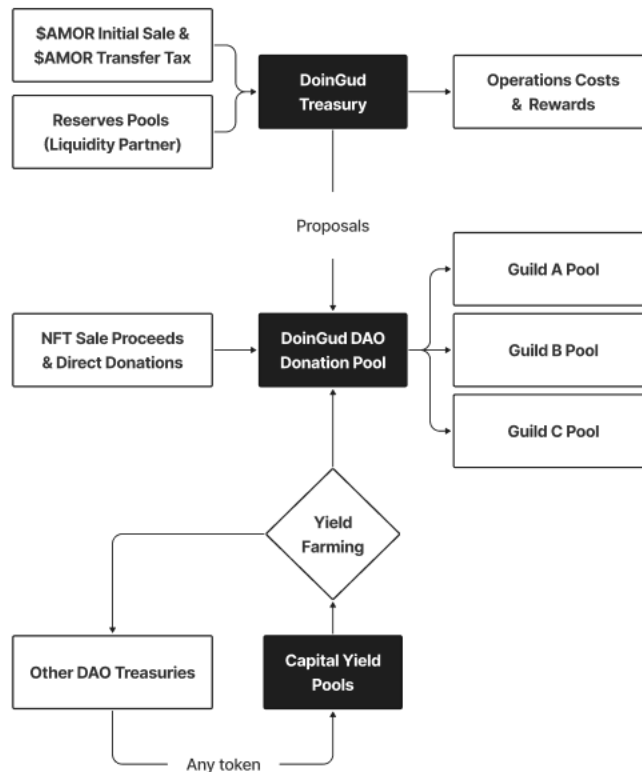 $AMOR Initial Sale &
$AMOR Transfer Tax
DoinGud
Treasury
Operations Costs
& Rewards
Reserves Pools
(Liquidity Partner)
Proposals
Guild A Pool
NFT Sale Proceeds
& Direct Donations
DoinGud DAO
Donation Pool
Guild B Pool
Guild C Pool
Yield
Farming
Other DAO Treasuries
Capital Yield
Pools
Any token